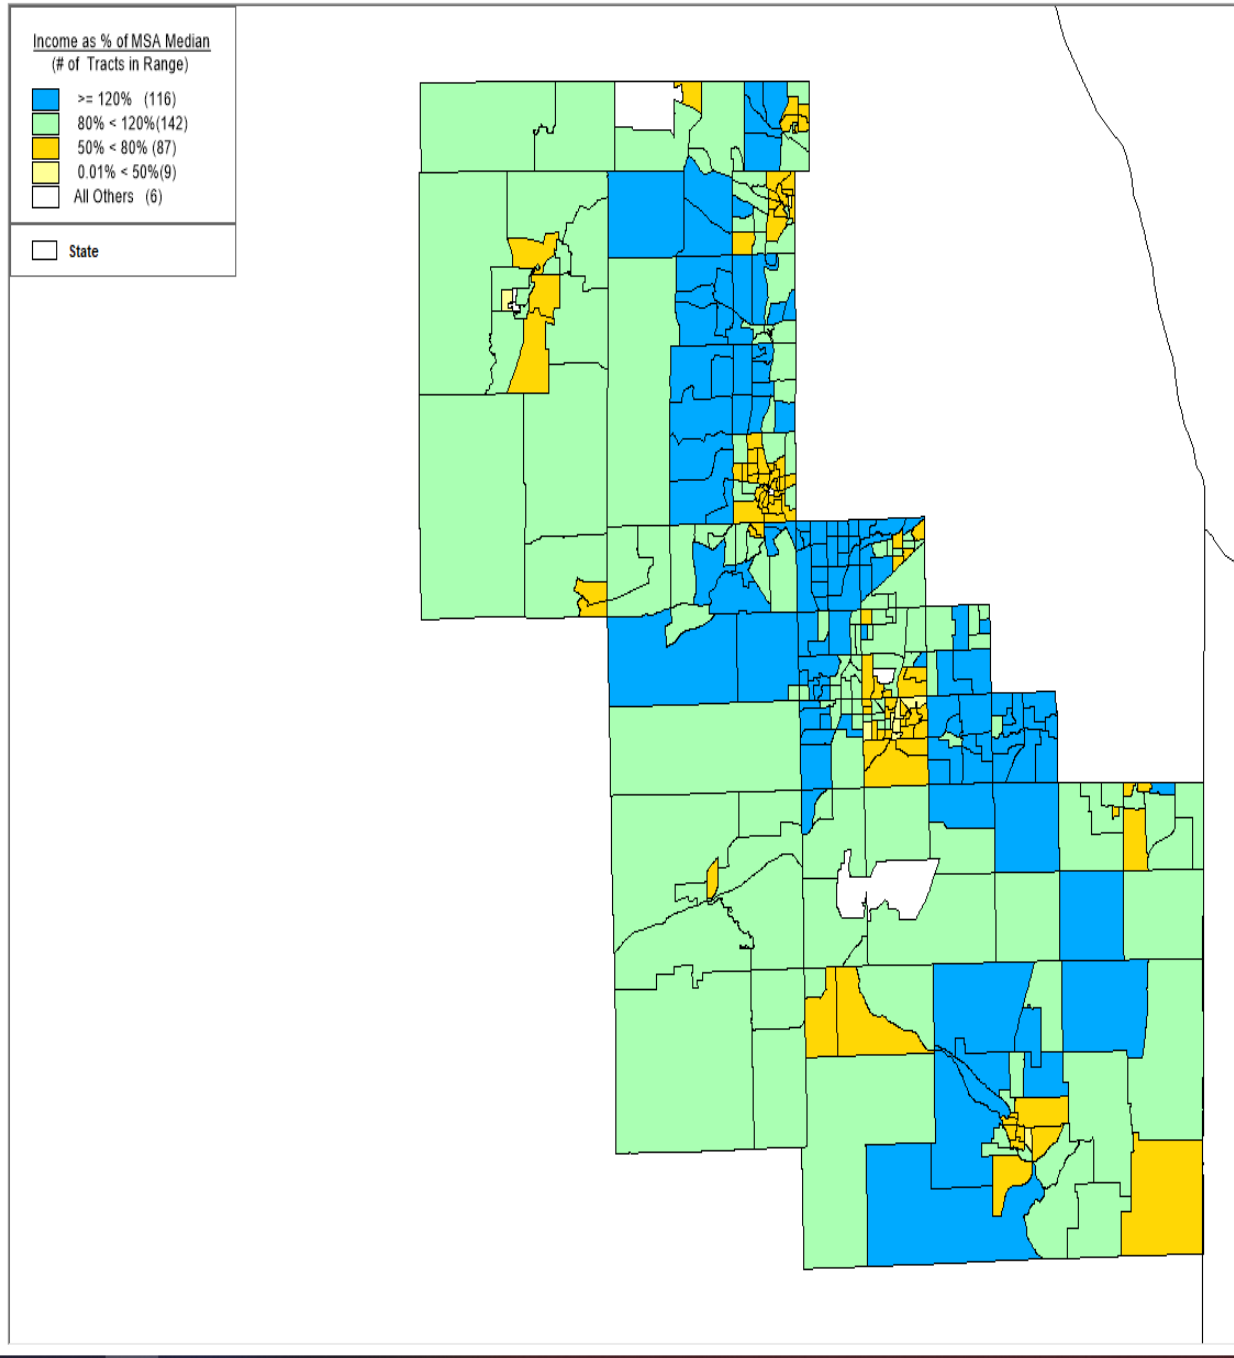 Income as % of MSA Median
(# of Tracts in Range)
>= 120% (116)
80% < 120%(142)
50% < 80% (87)
0.01% < 50%(9)
All Others (6)
State